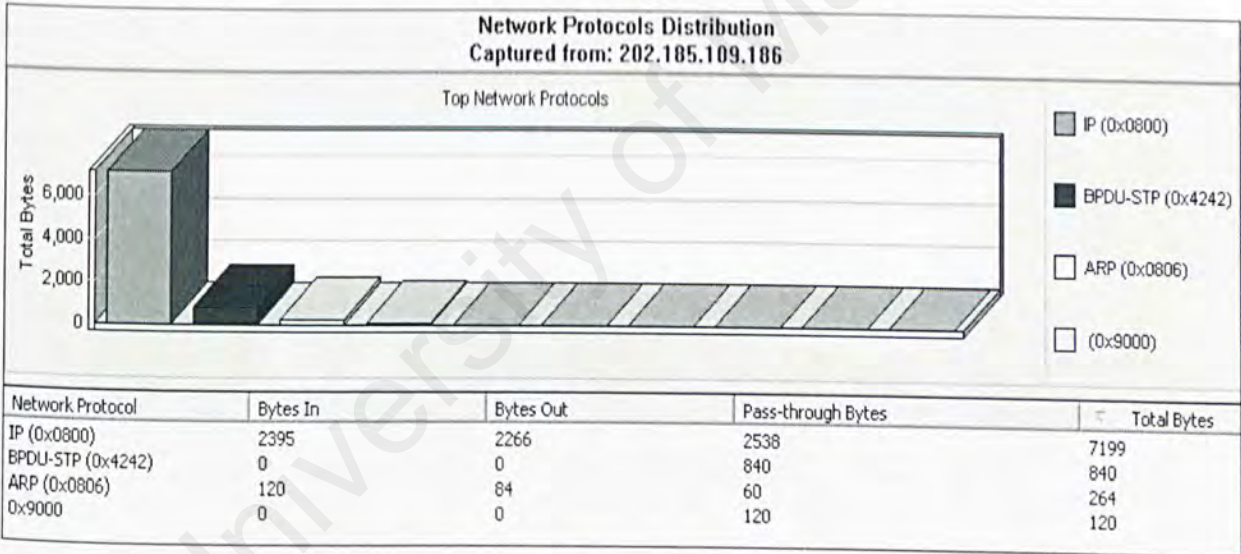 Network Protocols Distribution
Captured from: 202.185.109.186
Top Network Protocols
Total Bytes
6,000
4,000
2,000
0
IP (0x0800)
BPDU-STP (0x4242)
ARP (0x0806)
(0x9000)
Network Protocol Bytes In Bytes Out Pass-through Bytes Total Bytes
IP (0x0800) 2395 2266 2538 7199
BPDU-STP (0x4242) 0 0 840 840
ARP (0x0806) 120 84 60 264
0x9000 0 0 120 120
University of